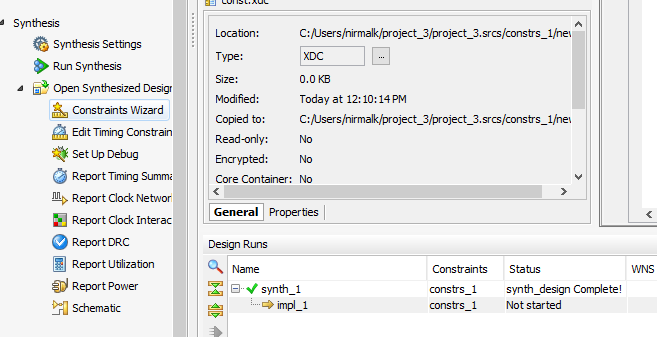 const.xdc
Synthesis
Synthesis Settings
Run Synthesis
Open Synthesized Desig
Constraints Wizard
Edit Timing Constrain
Set Up Debug
Report Timing Summa
Report Clock Networ
Report Clock Interac
Report DRC
Report Utilization
Report Power
Schematic
Location: C:/Users/nirmalk/project_3/project_3.srcs/constrs_1/new
Type: XDC ...
Size: 0.0 KB
Modified: Today at 12:10:14 PM
Copied to: C:/Users/nirmalk/project_3/project_3.srcs/constrs_1/new
Read-only: No
Encrypted: No
Core Container: No
General Properties
Design Runs
Name Constraints Status WNS
synth_1 constrs_1 synth_design Complete!
impl_1 constrs_1 Not started